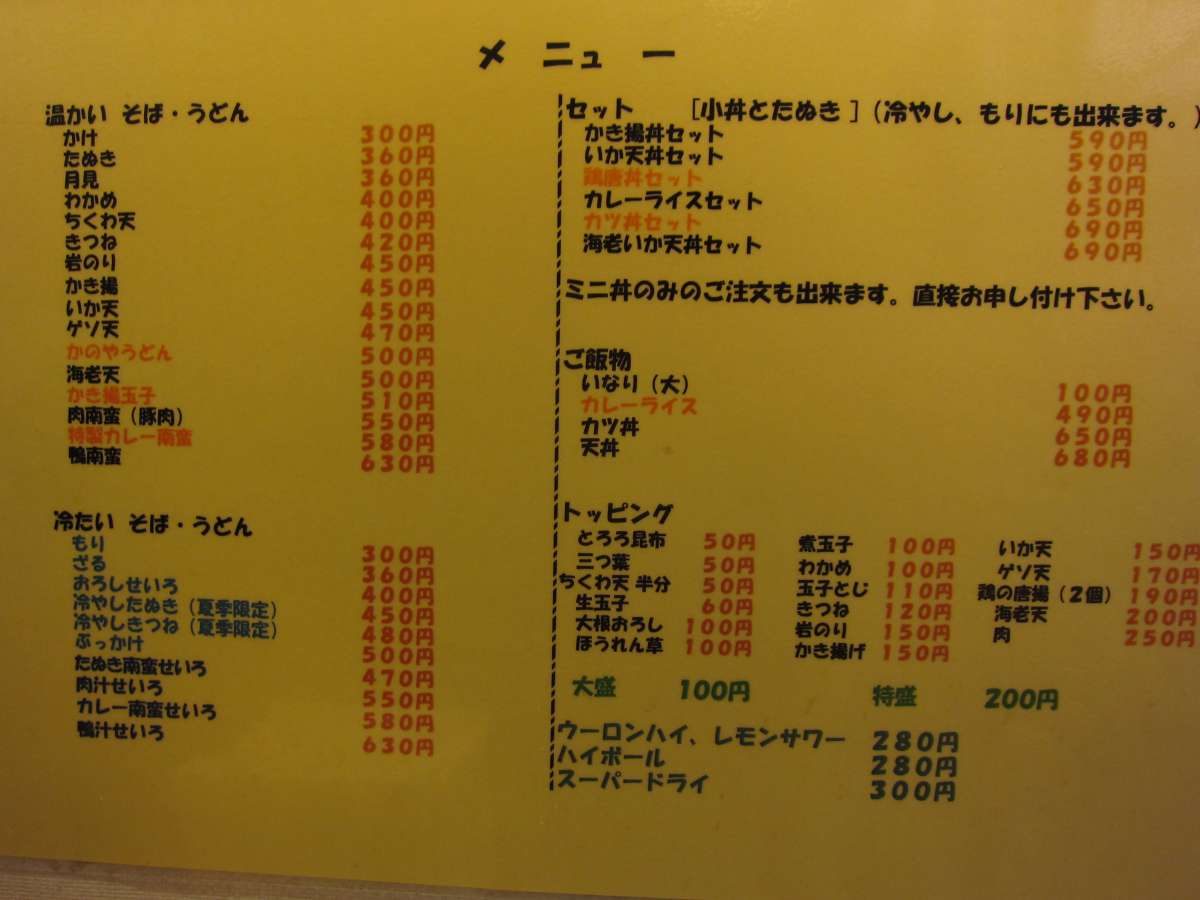 メニュー
温かい そば・うどん
かけ 300円
たぬき 360円
月見 360円
わかめ 400円
ちくわ天 400円
きつね 420円
岩のり 450円
かき揚 450円
いか天 450円
ゲソ天 470円
かのやうどん 500円
海老天 500円
かき揚玉子 510円
肉南蛮（豚肉） 550円
特製カレー南蛮 580円
鴨南蛮 630円
冷たい そば・うどん
もり 300円
ざる 360円
おろしせいろ 400円
冷やしたぬき（夏季限定） 450円
冷やしきつね（夏季限定） 480円
ぶっかけ 500円
たぬき南蛮せいろ 470円
肉汁せいろ 550円
カレー南蛮せいろ 580円
鴨汁せいろ 630円
セット ［小丼とたぬき］（冷やし、もりにも出来ます。）
かき揚丼セット 590円
いか天丼セット 590円
鶏唐丼セット 630円
カレーライスセット 650円
カツ丼セット 690円
海老いか天丼セット 690円
ミニ丼のみのご注文も出来ます。直接お申し付け下さい。
ご飯物
いなり（大） 100円
カレーライス 490円
カツ丼 650円
天丼 680円
トッピング
とろろ昆布 50円 煮玉子 100円 いか天 150円
三つ葉 50円 わかめ 100円 ゲソ天 170円
ちくわ天 半分 50円 玉子とじ 110円 鶏の唐揚（2個） 190円
生玉子 60円 きつね 120円 海老天 200円
大根おろし 100円 岩のり 150円 肉 250円
ほうれん草 100円 かき揚げ 150円
大盛 100円 特盛 200円
ウーロンハイ、レモンサワー 280円
ハイボール 280円
スーパードライ 300円